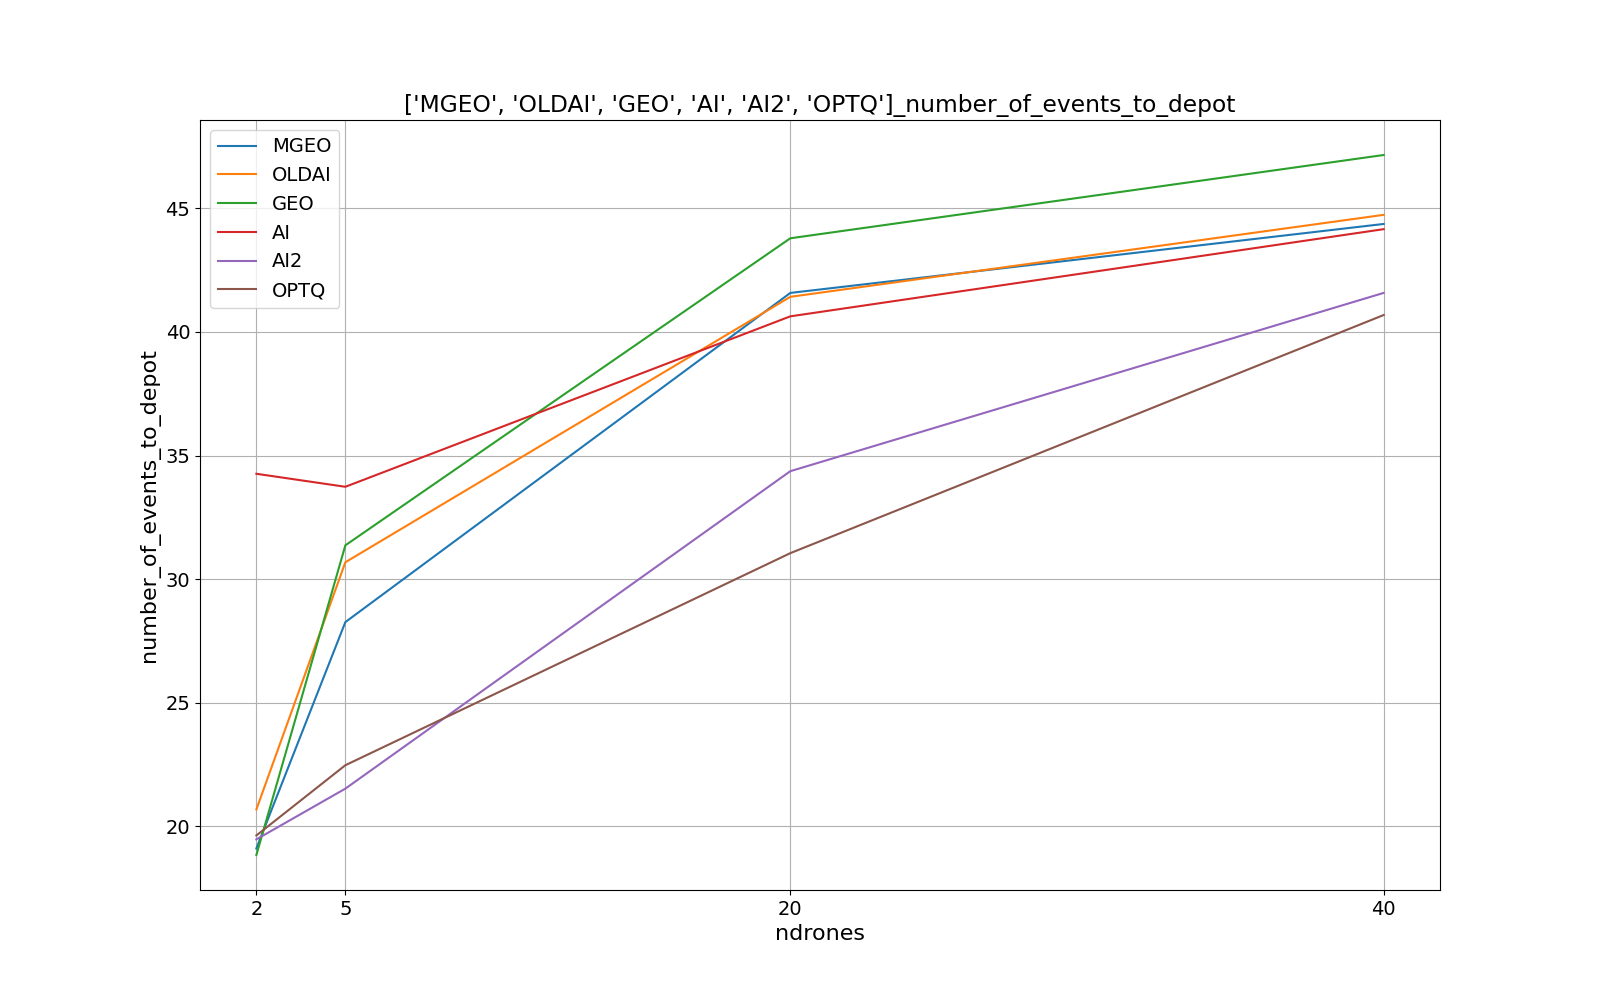 ['MGEO', 'OLDAI', 'GEO', 'AI', 'AI2', 'OPTQ']_number_of_events_to_depot
MGEO
OLDAI
GEO
AI
AI2
OPTQ
number_of_events_to_depot
45
40
35
30
25
20
2
5
20
40
ndrones